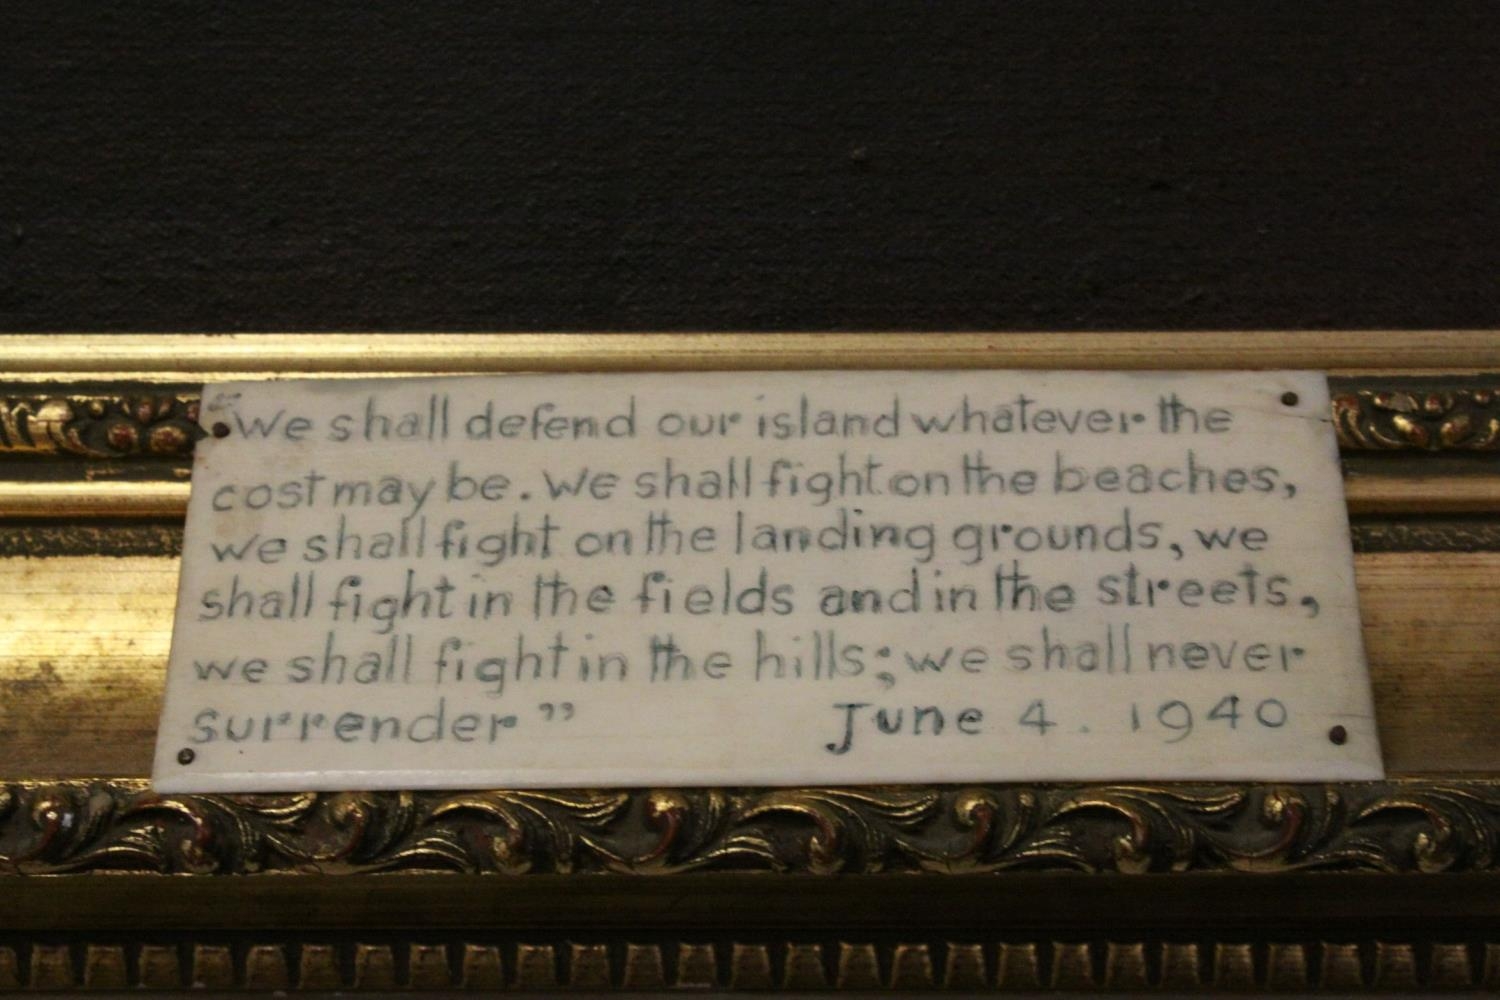 "We shall defend our island whatever the
cost may be. We shall fight on the beaches,
we shall fight on the landing grounds, we
shall fight in the fields and in the streets,
we shall fight in the hills; we shall never
surrender" June 4. 1940